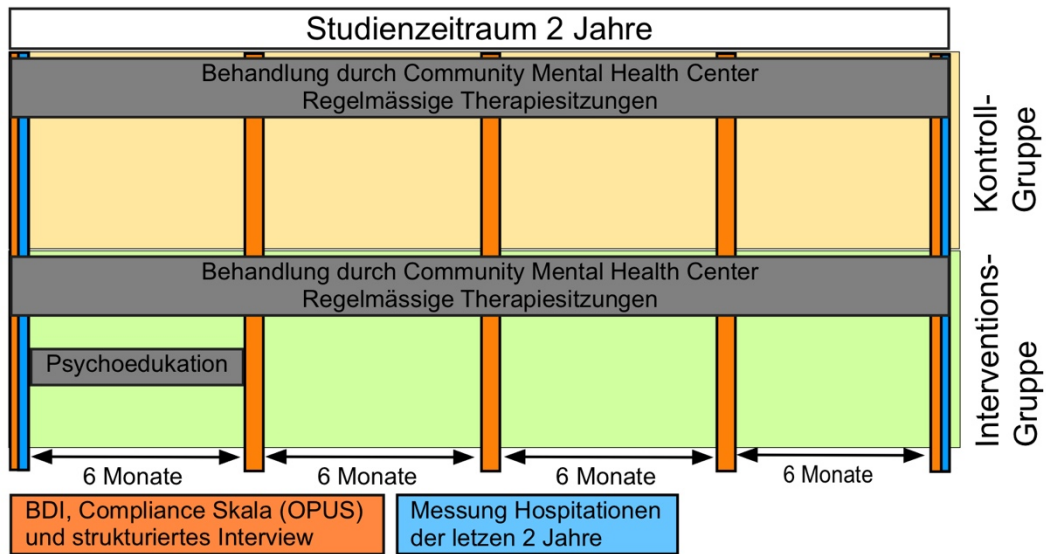 Studienzeitraum 2 Jahre
Behandlung durch Community Mental Health Center
Regelmässige Therapiesitzungen
Kontroll-
Gruppe
Behandlung durch Community Mental Health Center
Regelmässige Therapiesitzungen
Psychoedukation
Interventions-
Gruppe
6 Monate
6 Monate
6 Monate
6 Monate
BDI, Compliance Skala (OPUS)
und strukturiertes Interview
Messung Hospitationen
der letzen 2 Jahre